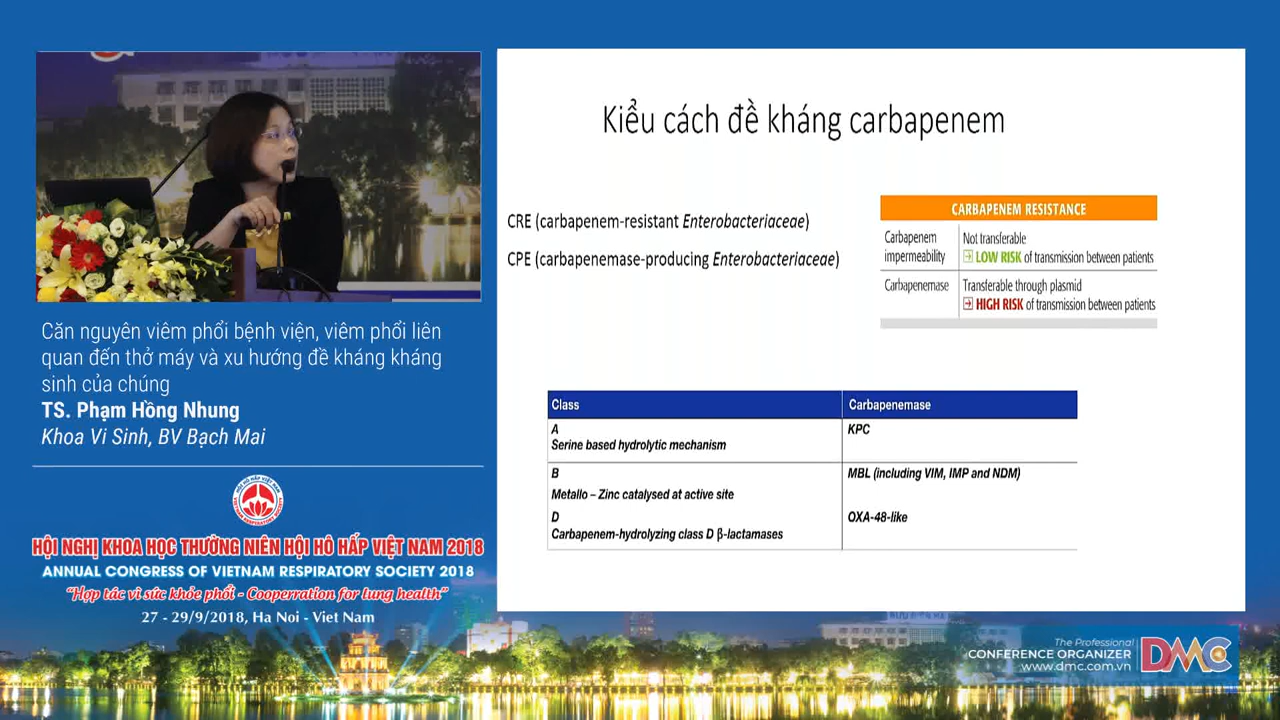 Kiểu cách đề kháng carbapenem
CRE (carbapenem-resistant Enterobacteriaceae)
CPE (carbapenemase-producing Enterobacteriaceae)
CARBAPENEM RESISTANCE
Carbapenem impermeability
Not transferable
LOW RISK of transmission between patients
Carbapenemase
Transferable through plasmid
HIGH RISK of transmission between patients
Class
Carbapenemase
A
KPC
Serine based hydrolytic mechanism
B
MBL (including VIM, IMP and NDM)
Metallo – Zinc catalysed at active site
D
OXA-48-like
Carbapenem-hydrolyzing class D β-lactamases
Căn nguyên viêm phổi bệnh viện, viêm phổi liên
quan đến thở máy và xu hướng đề kháng kháng
sinh của chúng
TS. Phạm Hồng Nhung
Khoa Vi Sinh, BV Bạch Mai
HỘI NGHỊ KHOA HỌC THƯỜNG NIÊN HỘI HÔ HẤP VIỆT NAM 2018
ANNUAL CONGRESS OF VIETNAM RESPIRATORY SOCIETY 2018
"Hợp tác vì sức khỏe phổi - Cooperration for lung health"
27 - 29/9/2018, Ha Noi - Viet Nam
The Professional
CONFERENCE ORGANIZER
www.dmc.com.vn
DMC